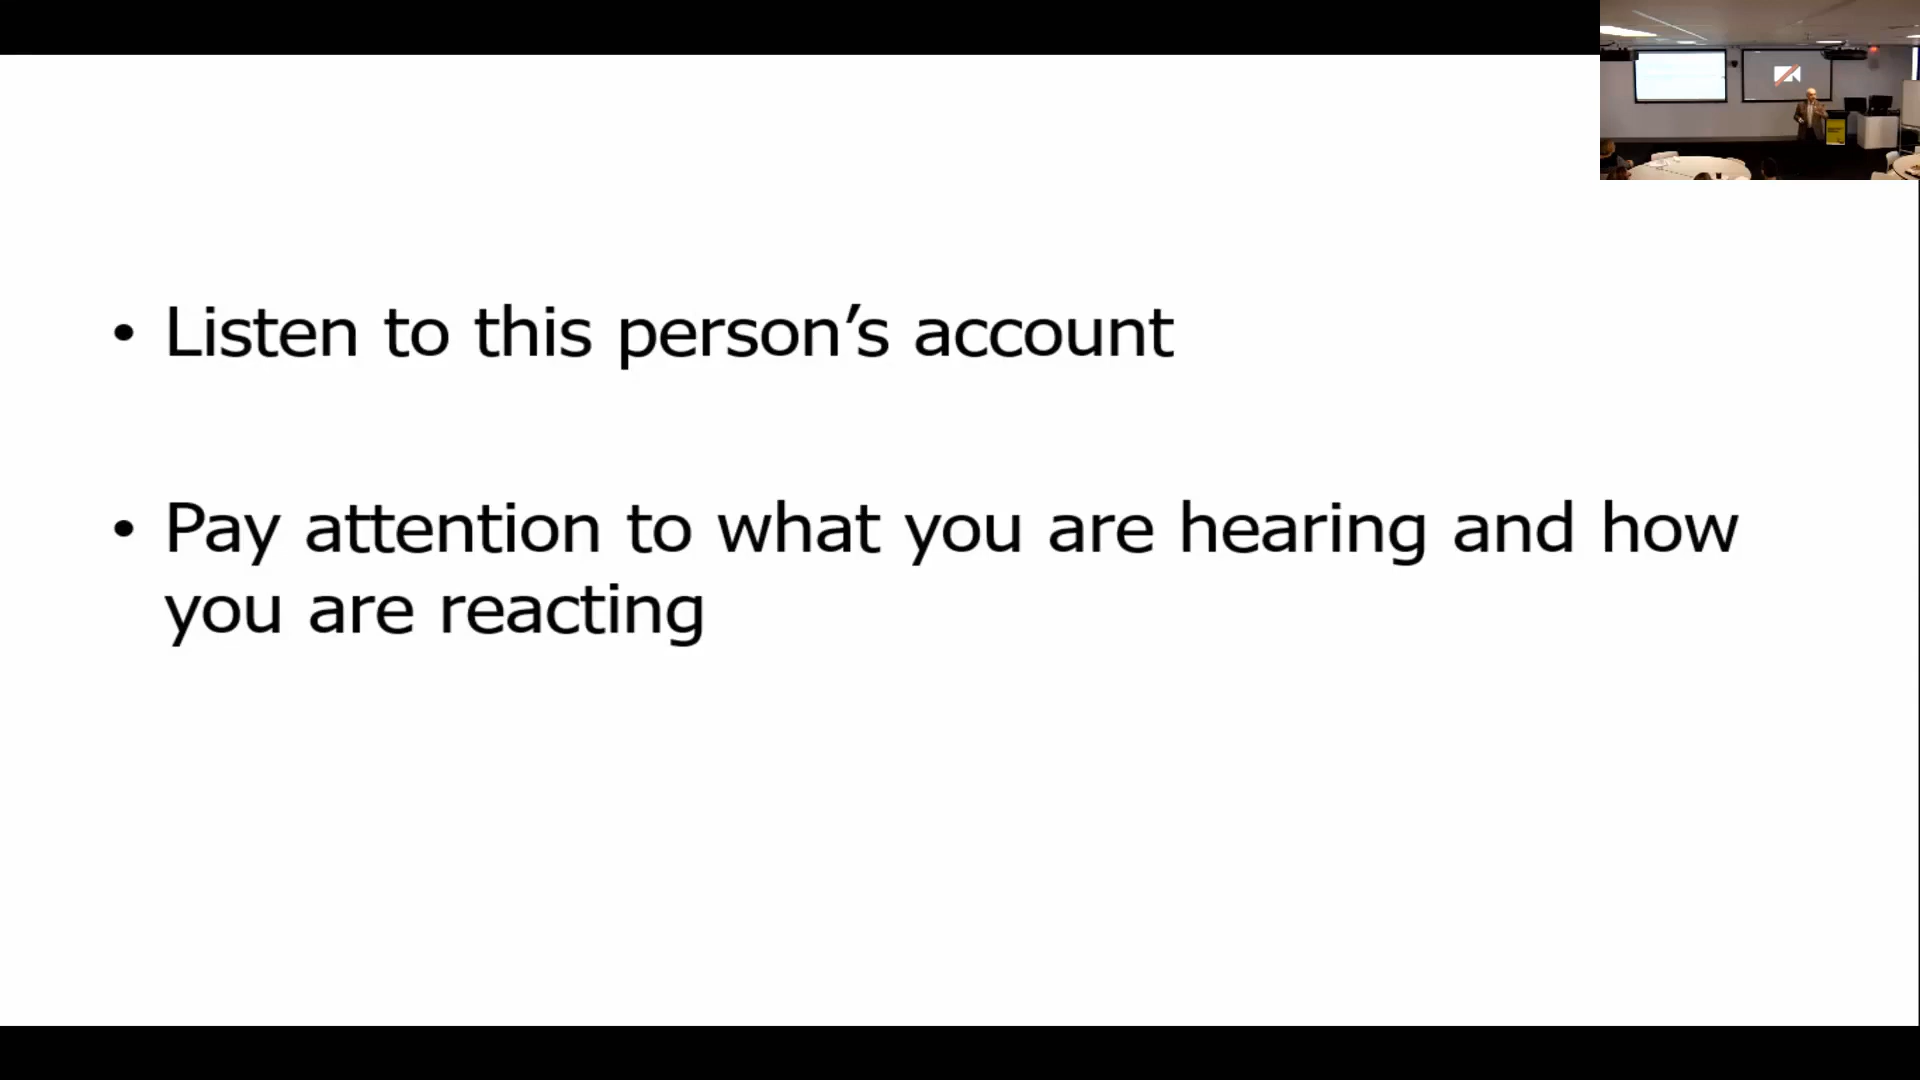 • Listen to this person’s account
• Pay attention to what you are hearing and how
you are reacting